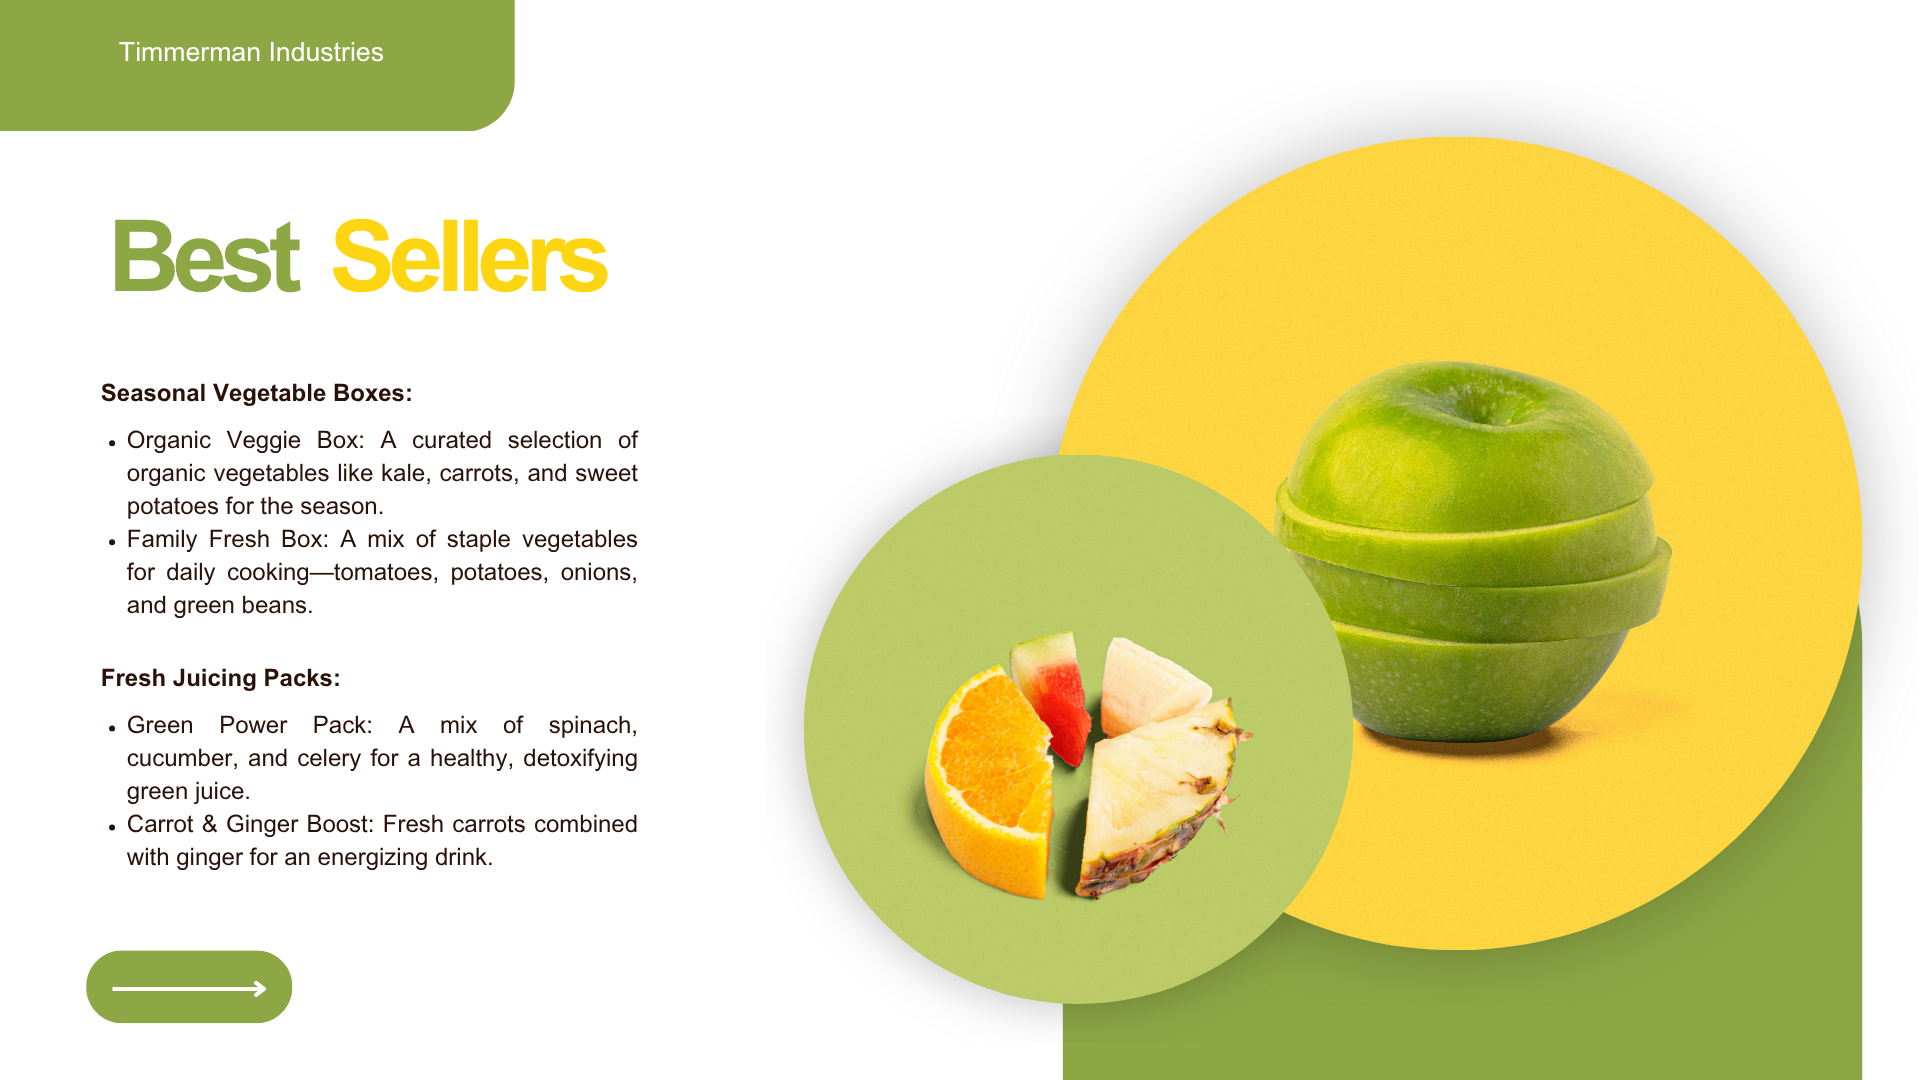 Timmerman Industries
Best Sellers
Seasonal Vegetable Boxes:
• Organic Veggie Box: A curated selection of
organic vegetables like kale, carrots, and sweet
potatoes for the season.
• Family Fresh Box: A mix of staple vegetables
for daily cooking—tomatoes, potatoes, onions,
and green beans.
Fresh Juicing Packs:
• Green Power Pack: A mix of spinach,
cucumber, and celery for a healthy, detoxifying
green juice.
• Carrot & Ginger Boost: Fresh carrots combined
with ginger for an energizing drink.